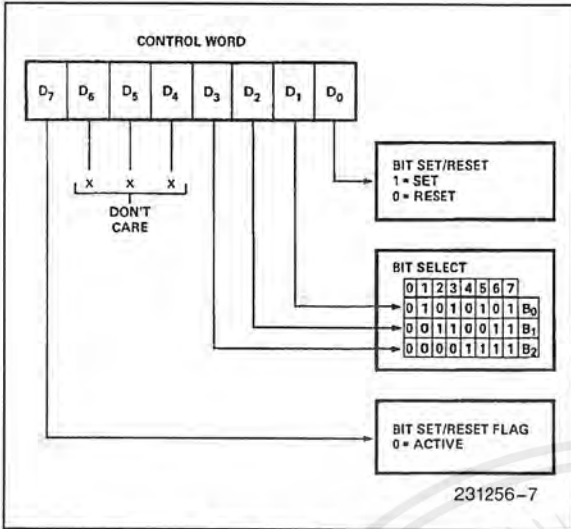 CONTROL WORD
D7 D6 D5 D4 D3 D2 D1 D0
X X X
DON'T
CARE
BIT SET/RESET
1 = SET
0 = RESET
BIT SELECT
0 1 2 3 4 5 6 7
0 1 0 1 0 1 0 1 B0
0 0 1 1 0 0 1 1 B1
0 0 0 0 1 1 1 1 B2
BIT SET/RESET FLAG
0 = ACTIVE
231256-7